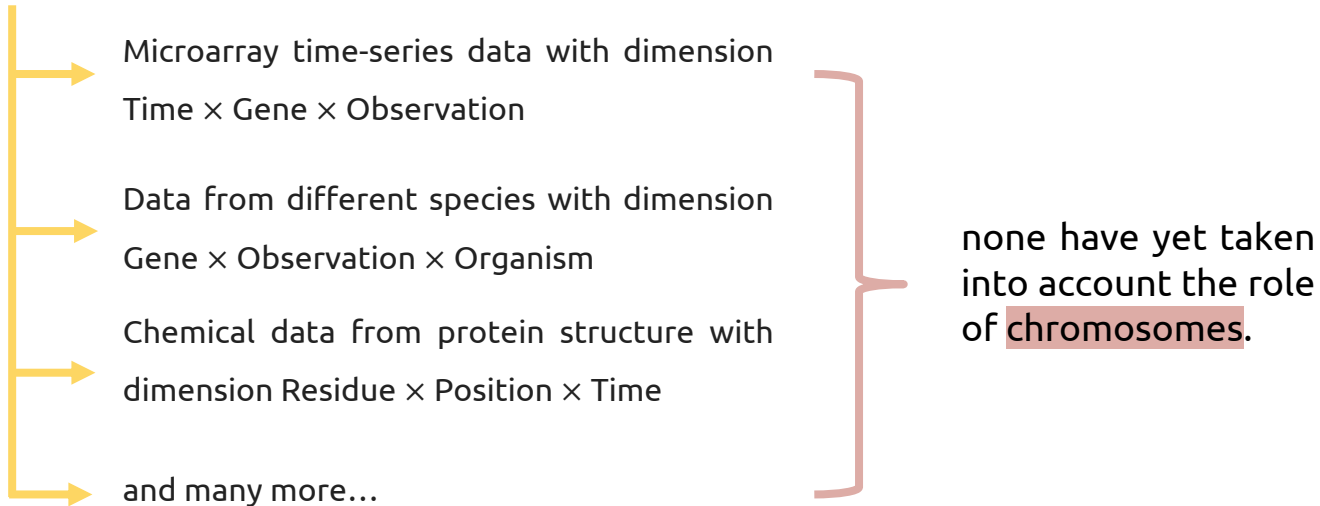 Microarray time-series data with dimension
Time × Gene × Observation
Data from different species with dimension
Gene × Observation × Organism
Chemical data from protein structure with
dimension Residue × Position × Time
and many more…
none have yet taken
into account the role
of chromosomes.